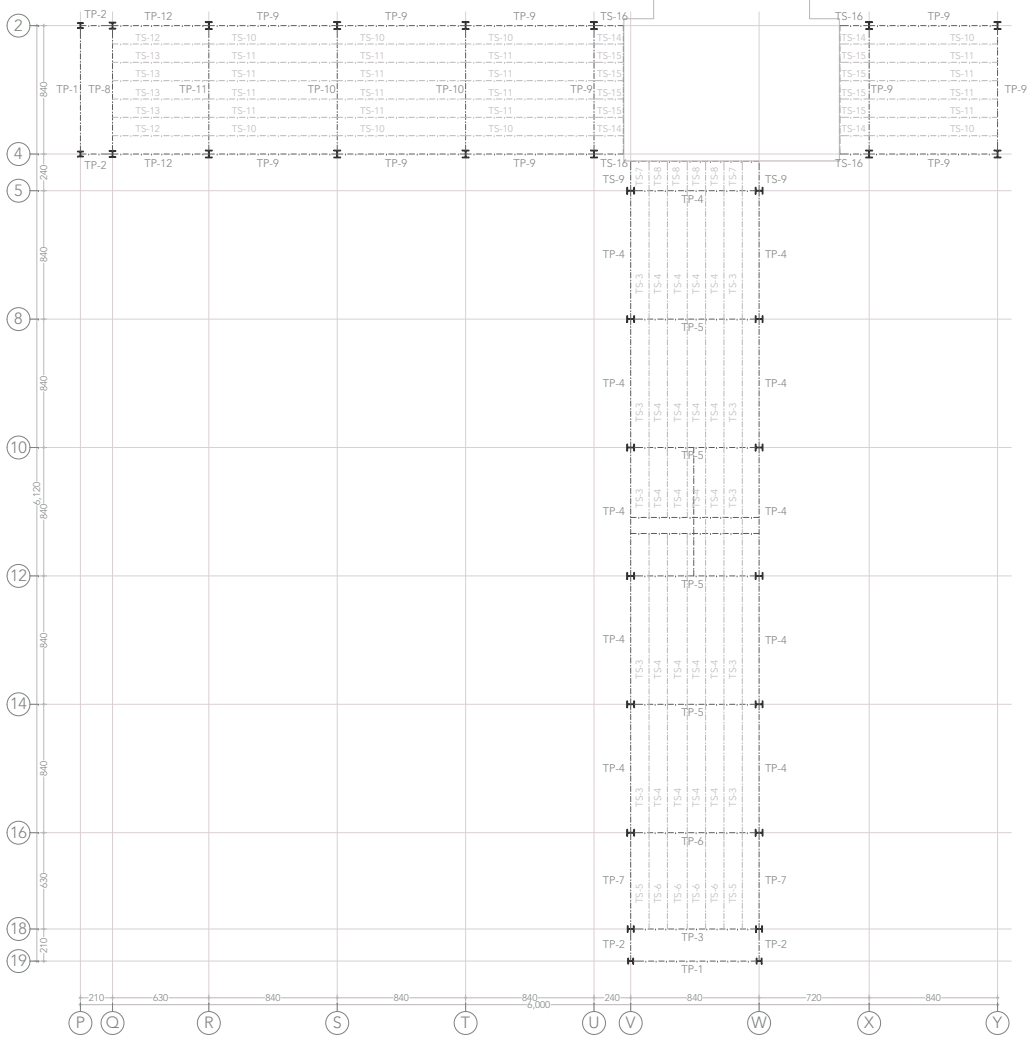 TP-2 TP-12 TP-9 TP-9 TP-9 TS-16 TS-16 TP-9
2
TS-12 TS-10 TS-10 TS-10 TS-14 TS-14 TS-10
TS-13 TS-11 TS-11 TS-11 TS-15 TS-15 TS-11
TS-13 TS-11 TS-11 TS-11 TS-15 TS-15 TS-11
840 TP-1 TP-8 TP-11 TP-10 TP-10 TP-9 TP-9 TP-9
TS-13 TS-11 TS-11 TS-11 TS-15 TS-15 TS-11
TS-13 TS-11 TS-11 TS-11 TS-15 TS-15 TS-11
TS-12 TS-10 TS-10 TS-10 TS-14 TS-14 TS-10
4
TP-2 TP-12 TP-9 TP-9 TP-9 TS-16 TS-16 TP-9
240 TS-9 TS-7 TS-8 TS-8 TS-8 TS-8 TS-7 TS-9
5
TP-4
840 TP-4 TP-4
TS-3 TS-4 TS-4 TS-4 TS-4 TS-3
8
TP-5
840 TP-4 TP-4
TS-3 TS-4 TS-4 TS-4 TS-4 TS-3
10
TP-5
6,120
TS-3 TS-4 TS-4 TS-4 TS-4 TS-3
840 TP-4 TP-4
12
TP-5
840 TP-4 TP-4
TS-3 TS-4 TS-4 TS-4 TS-4 TS-3
14
TP-5
840 TP-4 TP-4
TS-3 TS-4 TS-4 TS-4 TS-4 TS-3
16
TP-6
630 TP-7 TP-7
TS-5 TS-6 TS-6 TS-6 TS-6 TS-5
18
TP-3
210 TP-2 TP-2
19
TP-1
210 630 840 840 840 240 840 720 840
6,000
P Q R S T U V W X Y